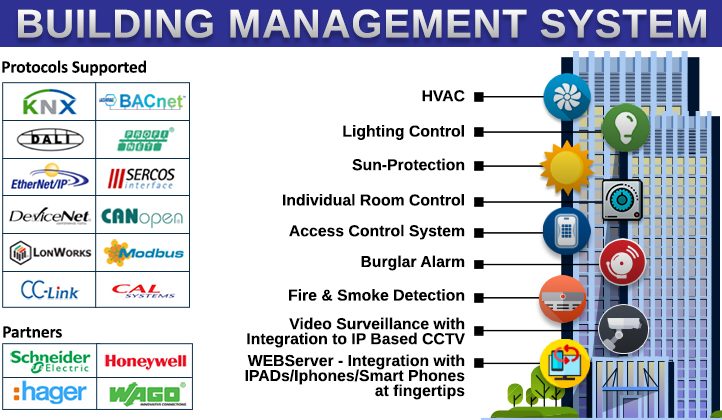 BUILDING MANAGEMENT SYSTEM
Protocols Supported
KNX
BACnet
DALI
PROFI
NET
EtherNet/IP
SERCOS
interface
DeviceNet
CANopen
LONWORKS
Modbus
CC-Link
CAL
SYSTEMS
Partners
Schneider
Electric
Honeywell
:hager
WAGO
INNOVATIVE CONNECTIONS
HVAC
Lighting Control
Sun-Protection
Individual Room Control
Access Control System
Burglar Alarm
Fire & Smoke Detection
Video Surveillance with
Integration to IP Based CCTV
WEBServer - Integration with
IPADs/Iphones/Smart Phones
at fingertips